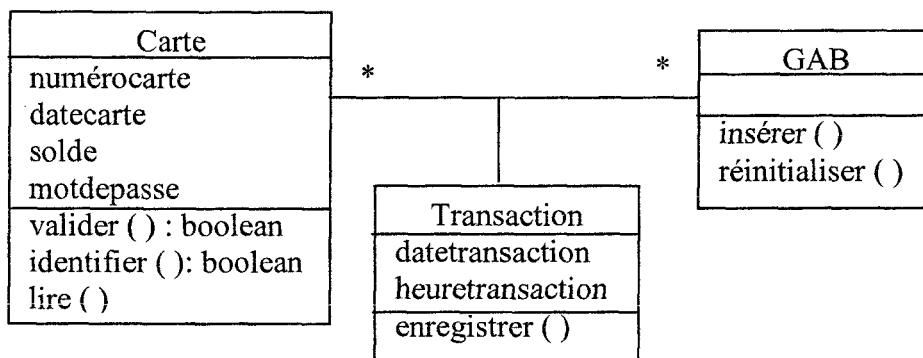 Carte
numérocarte
datecarte
solde
motdepasse
valider ( ) : boolean
identifier ( ): boolean
lire ( )
*
*
GAB
insérer ( )
réinitialiser ( )
Transaction
datetransaction
heuretransaction
enregistrer ( )